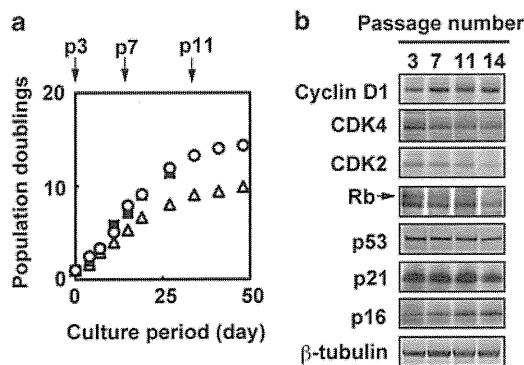 a
p3 p7 p11
20
10
0
Population doublings
0 25 50
Culture period (day)
b
Passage number
3 7 11 14
Cyclin D1
CDK4
CDK2
Rb
p53
p21
p16
β-tubulin